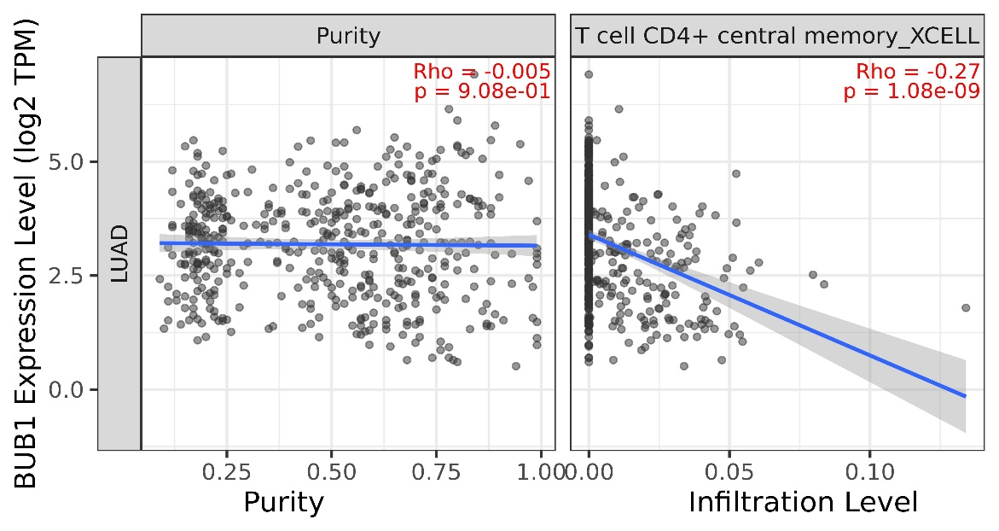 BUB1 Expression Level (log2 TPM)
LUAD
Purity
T cell CD4+ central memory_XCELL
Rho = -0.005
p = 9.08e-01
Rho = -0.27
p = 1.08e-09
5.0
2.5
0.0
0.25 0.50 0.75 1.00
0.00 0.05 0.10
Purity
Infiltration Level